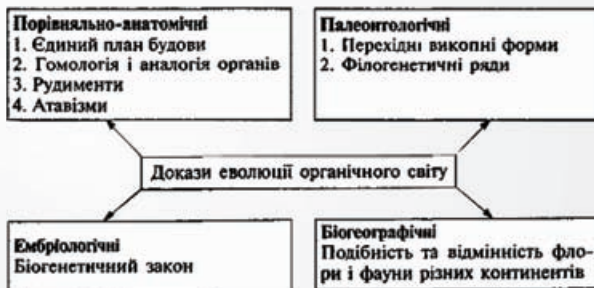 Порівняльно-анатомічні
1. Єдиний план будови
2. Гомологія і аналогія органів
3. Рудименти
4. Атавізми
Палеонтологічні
1. Перехідні викопні форми
2. Філогенетичні ряди
Докази еволюції органічного світу
Ембріологічні
Біогенетичний закон
Біогеографічні
Подібність та відмінність фло-
ри і фауни різних континентів